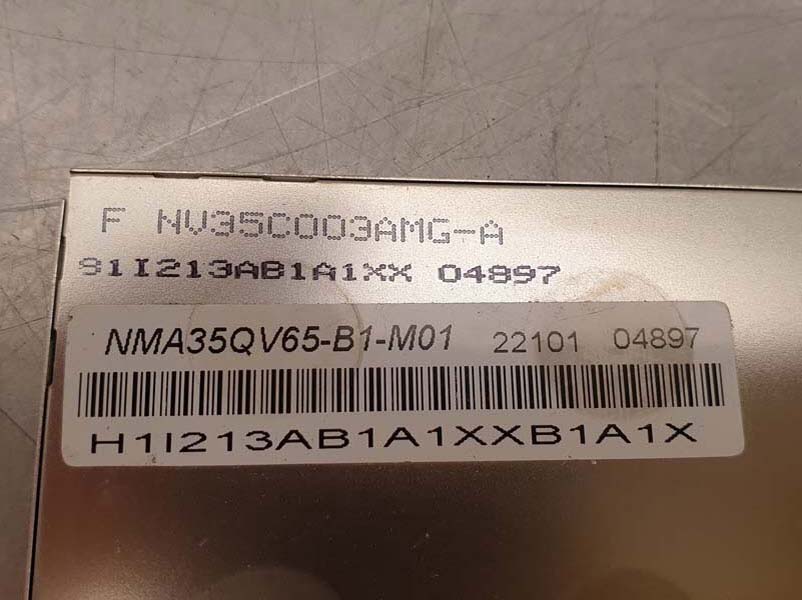 F NV35C003AMG-A
91I213AB1A1XX 04897
NMA35QV65-B1-M01 22101 04897
H1I213AB1A1XXB1A1X